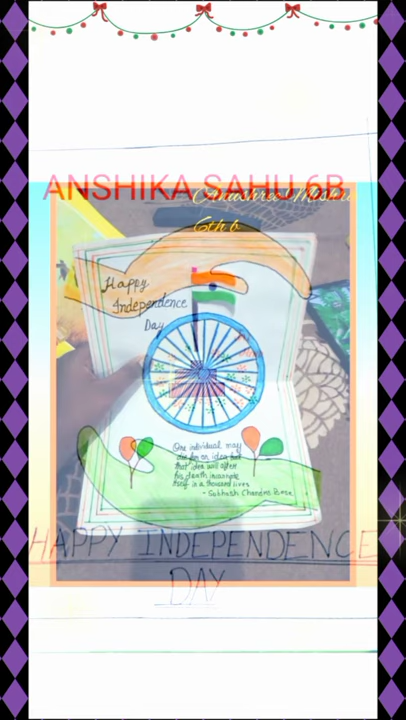 ANSHIKA SAHU 6B
6th b
Happy
Independence
Day
One individual may
die for an idea but
that idea will after
his death incarnate
itself in a thousand lives
- Subhash Chandra Bose
HAPPY INDEPENDENCE
DAY